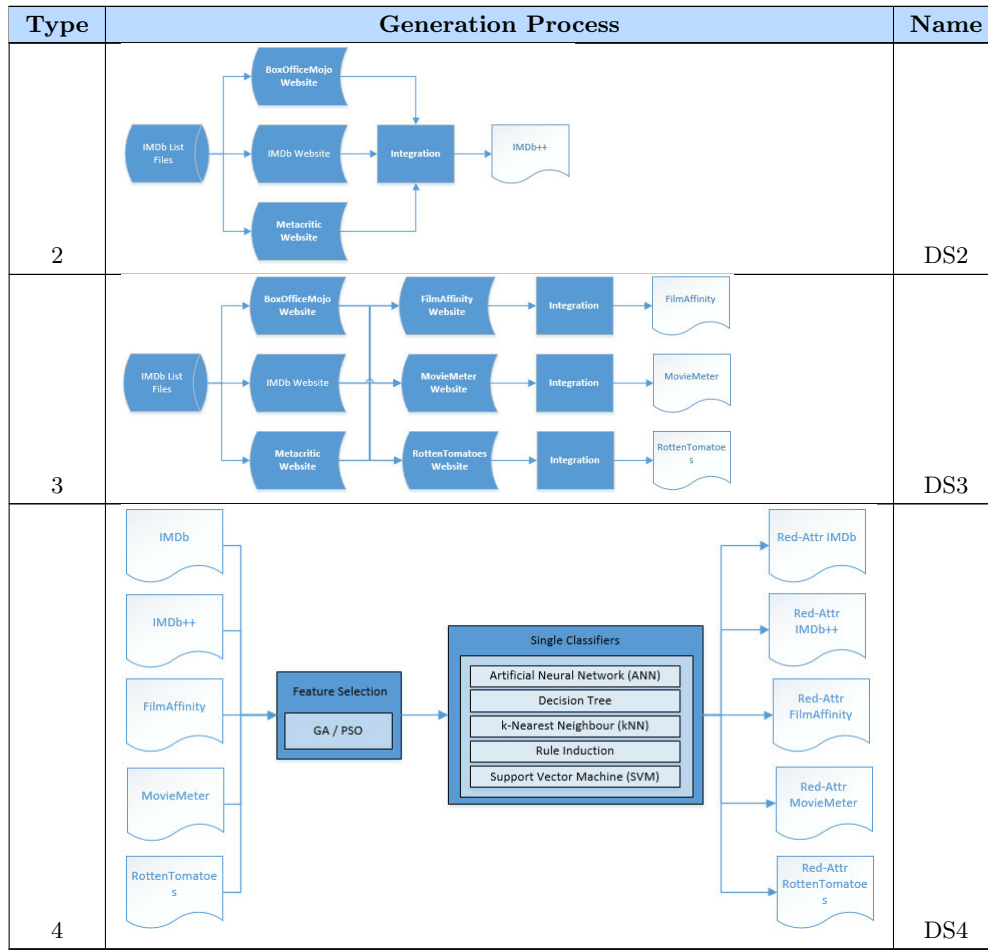 Type Generation Process Name
BoxOfficeMojo
Website
IMDb List
Files
IMDb Website
Integration
IMDb++
Metacritic
Website
2
DS2
BoxOfficeMojo
Website
FilmAffinity
Website
Integration
FilmAffinity
IMDb List
Files
IMDb Website
MovieMeter
Website
Integration
MovieMeter
Metacritic
Website
RottenTomatoes
Website
Integration
RottenTomatoe
s
3
DS3
IMDb
IMDb++
FilmAffinity
MovieMeter
RottenTomatoe
s
Feature Selection
GA / PSO
Single Classifiers
Artificial Neural Network (ANN)
Decision Tree
k-Nearest Neighbour (kNN)
Rule Induction
Support Vector Machine (SVM)
Red-Attr IMDb
Red-Attr
IMDb++
Red-Attr
FIlmAffinity
Red-Attr
MovieMeter
Red-Attr
RottenTomatoe
s
4
DS4